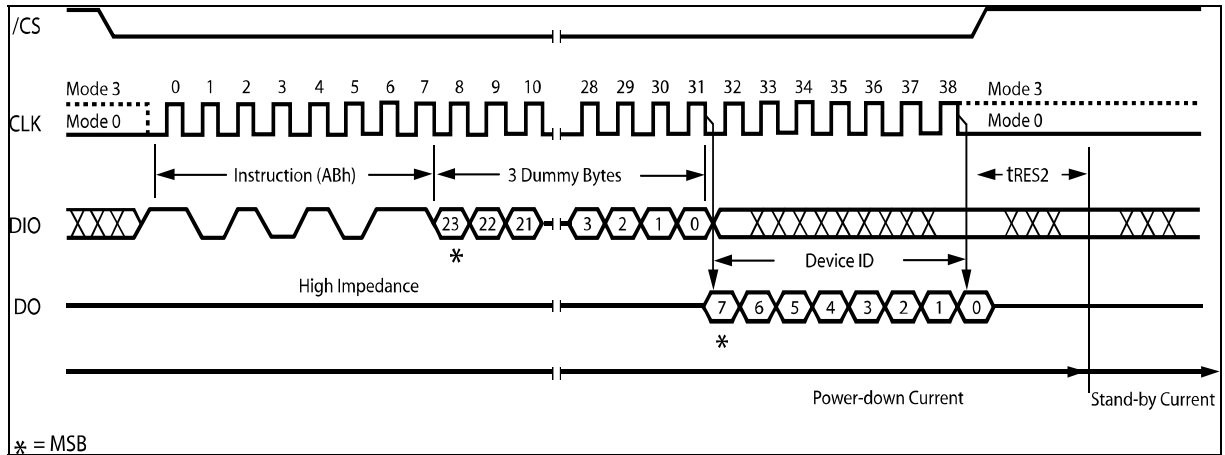 /CS
Mode 3 0 1 2 3 4 5 6 7 8 9 10 28 29 30 31 32 33 34 35 36 37 38 Mode 3
CLK Mode 0 Mode 0
Instruction (ABh) 3 Dummy Bytes tRES2
DIO 23 22 21 3 2 1 0
*
Device ID
High Impedance
DO 7 6 5 4 3 2 1 0
*
Power-down Current Stand-by Current
* = MSB